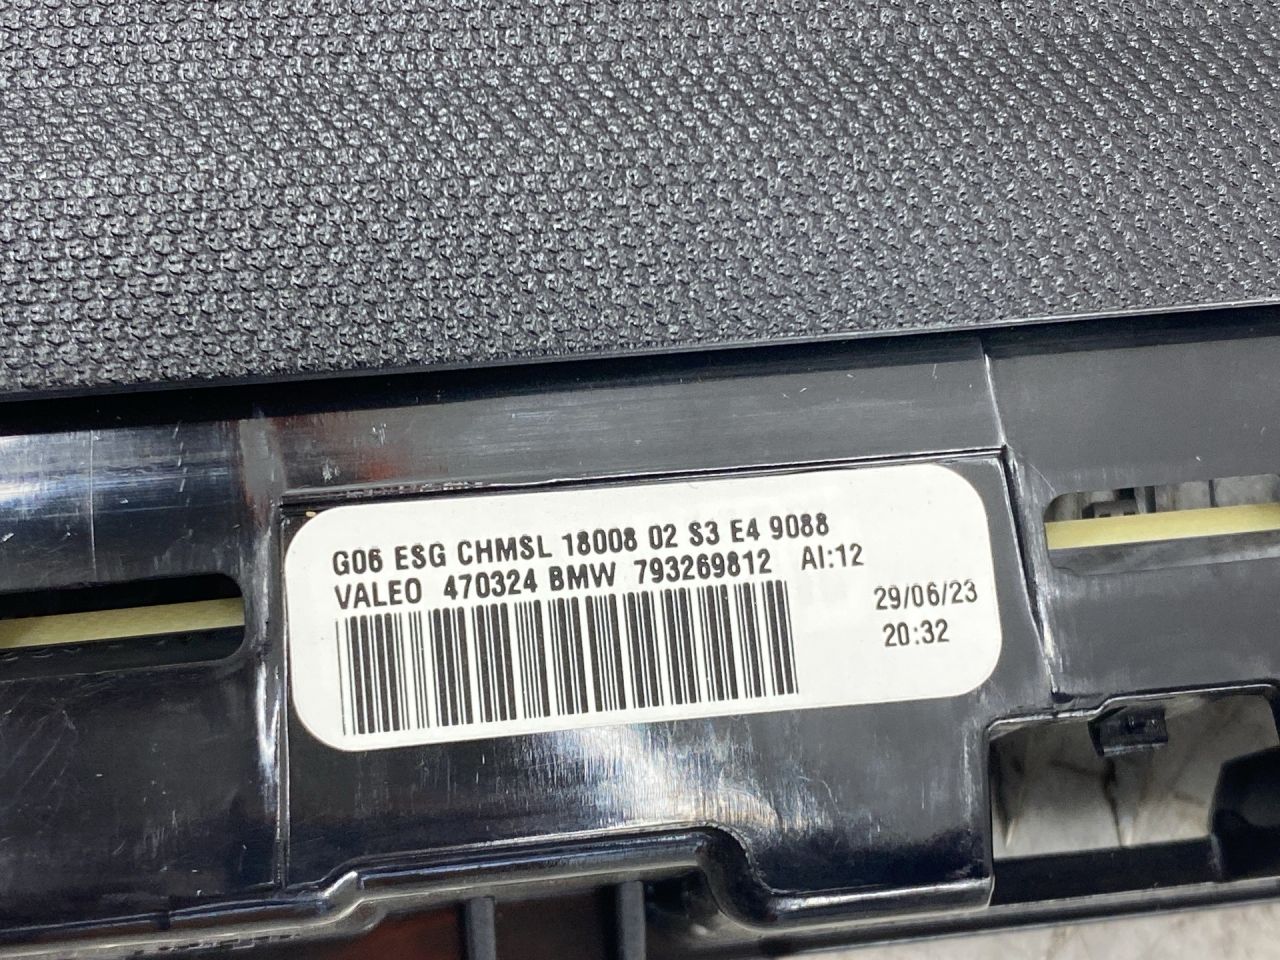 G06 ESG CHMSL 18008 02 S3 E4 9088
VALEO 470324 BMW 793269812 AI:12
29/06/23
20:32